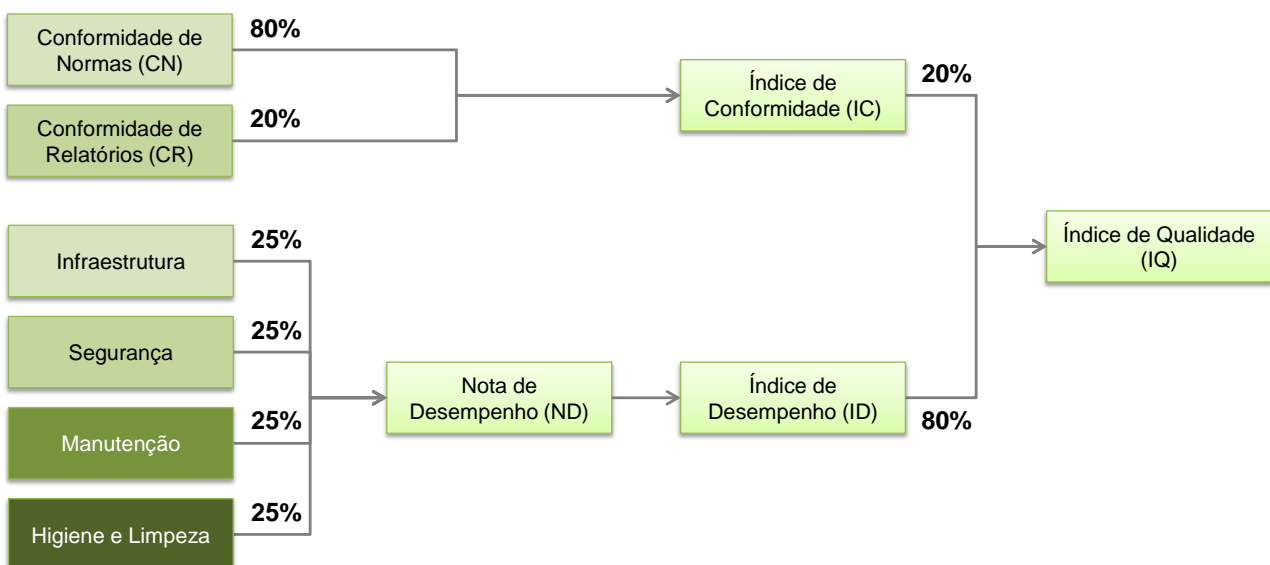 Conformidade de
Normas (CN)
80%
Conformidade de
Relatórios (CR)
20%
Índice de
Conformidade (IC)
20%
Infraestrutura
25%
Segurança
25%
Manutenção
25%
Higiene e Limpeza
25%
Nota de
Desempenho (ND)
Índice de
Desempenho (ID)
80%
Índice de Qualidade
(IQ)